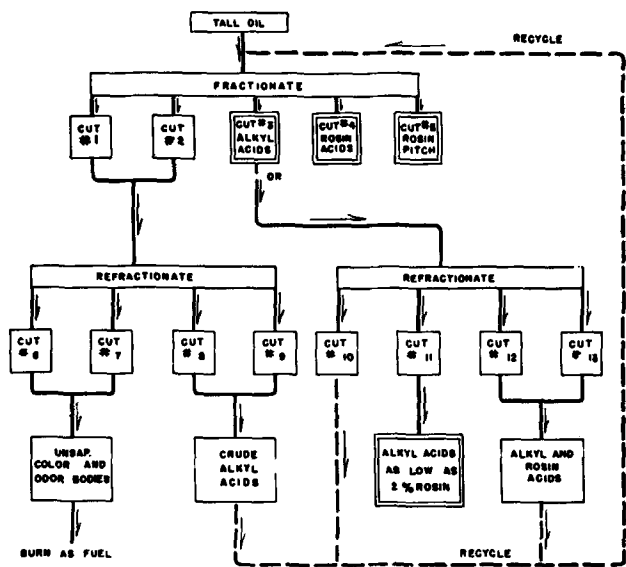 TALL OIL
RECYCLE
FRACTIONATE
CUT
# 1
CUT
# 2
CUT # 3
ALKYL
ACIDS
CUT # 4
ROSIN
ACIDS
CUT # 5
ROSIN
PITCH
OR
REFRACTIONATE
REFRACTIONATE
CUT
# 6
CUT
# 7
CUT
# 8
CUT
# 9
CUT
# 10
CUT
# 11
CUT
# 12
CUT
# 13
UNSAP.
COLOR AND
ODOR BODIES
CRUDE
ALKYL
ACIDS
ALKYL ACIDS
AS LOW AS
2 % ROSIN
ALKYL AND
ROSIN
ACIDS
BURN AS FUEL
RECYCLE